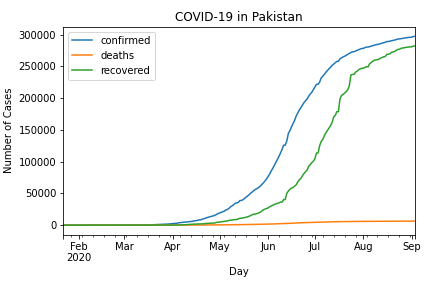 COVID-19 in Pakistan
confirmed
deaths
recovered
Number of Cases
300000
250000
200000
150000
100000
50000
0
Feb Mar Apr May Jun Jul Aug Sep
2020
Day